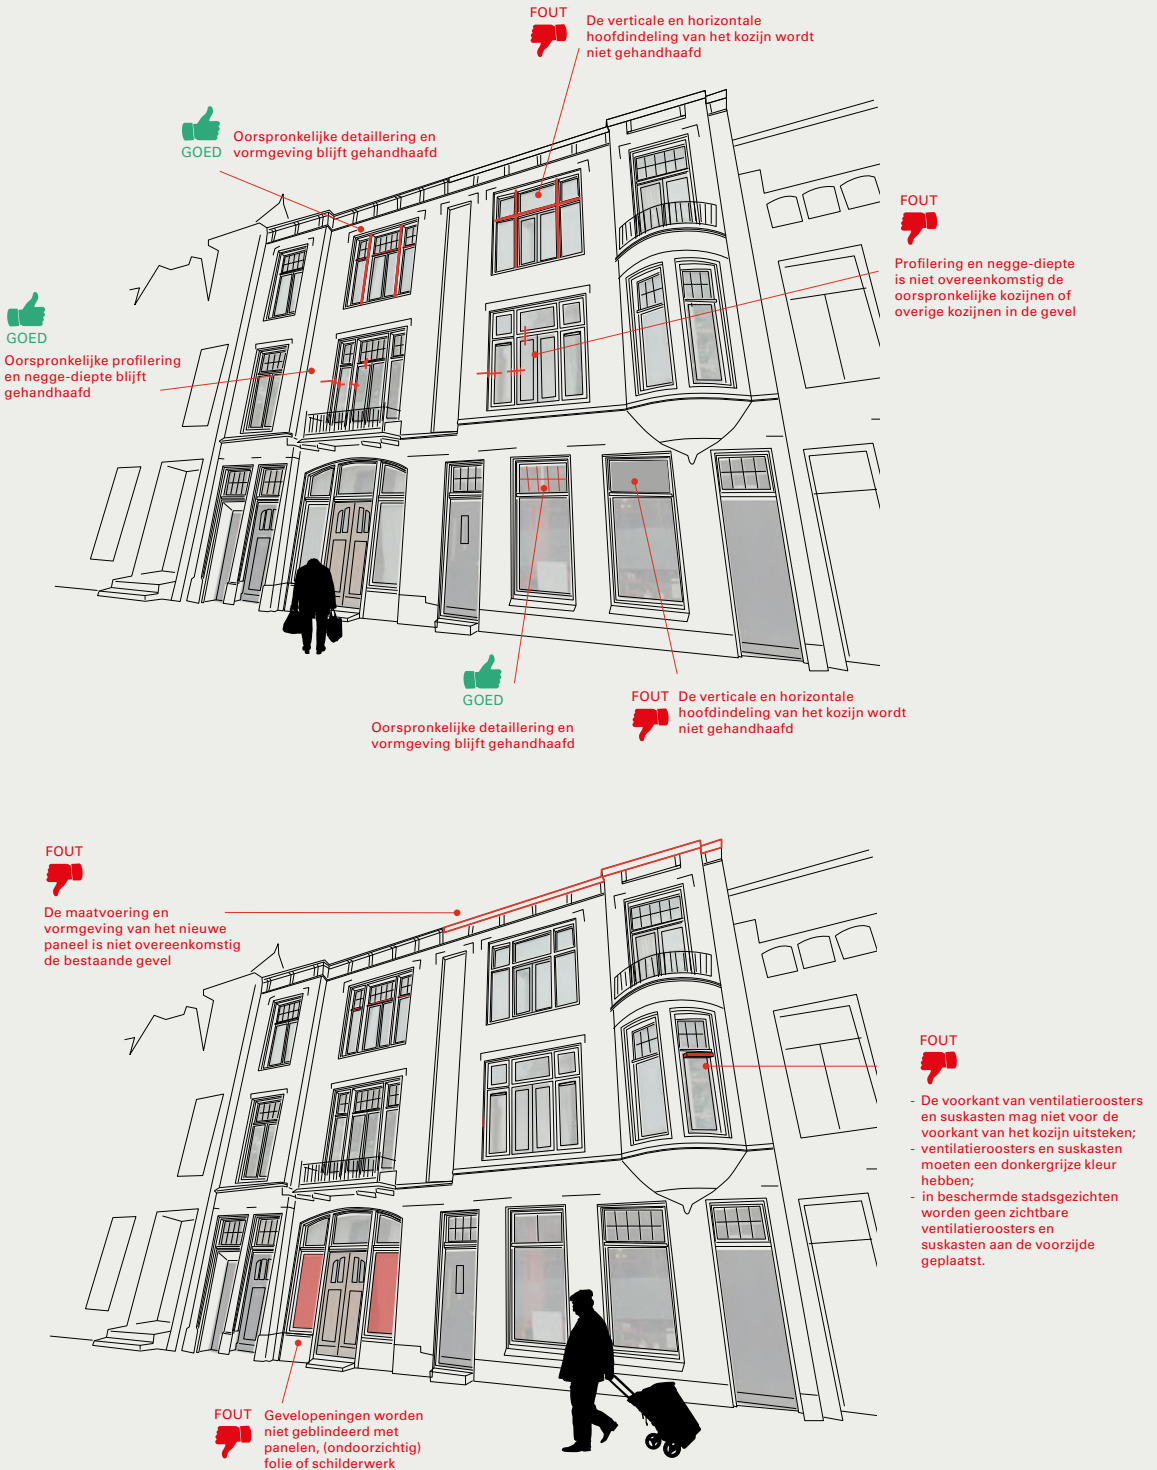 FOUT
De verticale en horizontale
hoofdindeling van het kozijn wordt
niet gehandhaafd
GOED
Oorspronkelijke detaillering en
vormgeving blijft gehandhaafd
FOUT
Profilering en negge-diepte
is niet overeenkomstig de
oorspronkelijke kozijnen of
overige kozijnen in de gevel
GOED
Oorspronkelijke profilering
en negge-diepte blijft
gehandhaafd
GOED
Oorspronkelijke detaillering en
vormgeving blijft gehandhaafd
FOUT
De verticale en horizontale
hoofdindeling van het kozijn wordt
niet gehandhaafd
FOUT
De maatvoering en
vormgeving van het nieuwe
paneel is niet overeenkomstig
de bestaande gevel
FOUT
- De voorkant van ventilatieroosters
en suskasten mag niet voor de
voorkant van het kozijn uitsteken;
- ventilatieroosters en suskasten
moeten een donkergrijze kleur
hebben;
- in beschermde stadsgezichten
worden geen zichtbare
ventilatieroosters en
suskasten aan de voorzijde
geplaatst.
FOUT
Gevelopeningen worden
niet geblindeerd met
panelen, (ondoorzichtig)
folie of schilderwerk